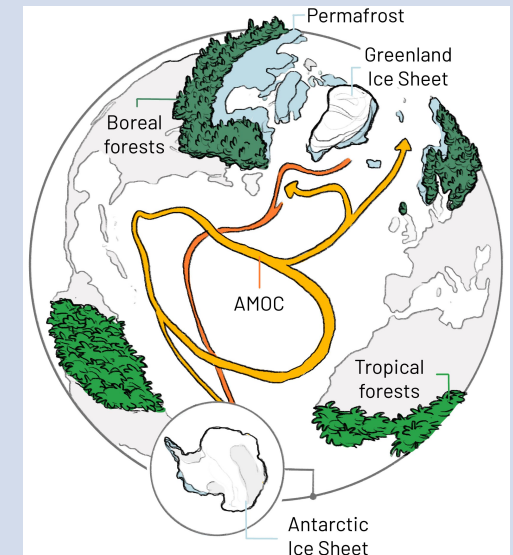 Permafrost
Greenland
Ice Sheet
Boreal
forests
AMOC
Tropical
forests
Antarctic
Ice Sheet